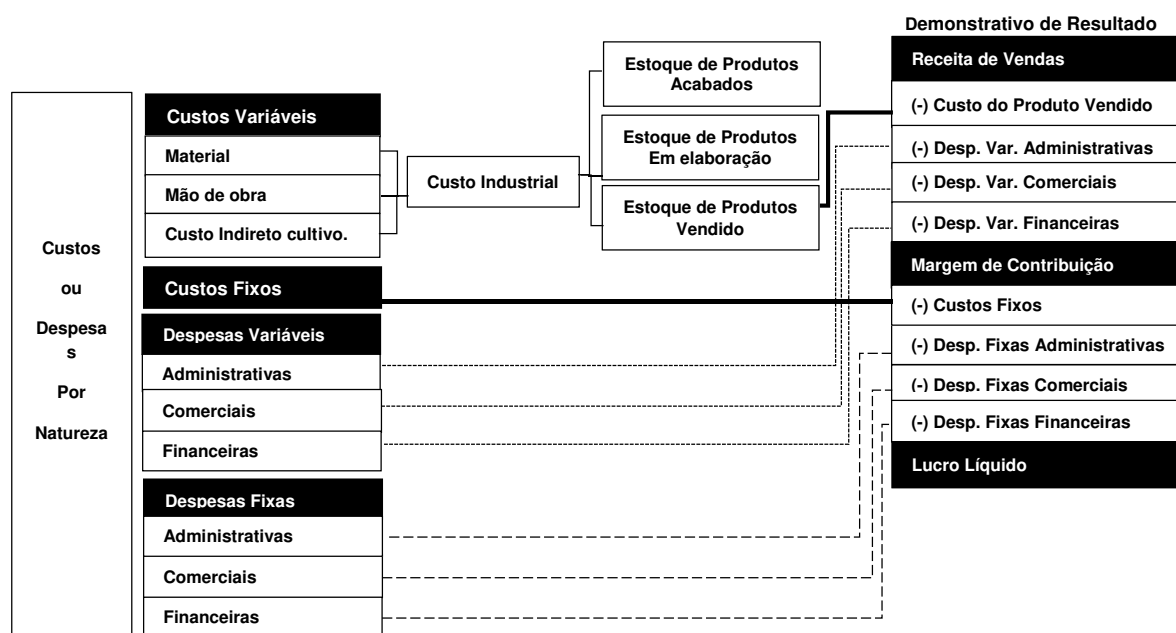 Custos
ou
Despesa
s
Por
Natureza
Custos Variáveis
Material
Mão de obra
Custo Indireto cultivo.
Custos Fixos
Despesas Variáveis
Administrativas
Comerciais
Financeiras
Despesas Fixas
Administrativas
Comerciais
Financeiras
Custo Industrial
Estoque de Produtos
Acabados
Estoque de Produtos
Em elaboração
Estoque de Produtos
Vendido
Demonstrativo de Resultado
Receita de Vendas
(-) Custo do Produto Vendido
(-) Desp. Var. Administrativas
(-) Desp. Var. Comerciais
(-) Desp. Var. Financeiras
Margem de Contribuição
(-) Custos Fixos
(-) Desp. Fixas Administrativas
(-) Desp. Fixas Comerciais
(-) Desp. Fixas Financeiras
Lucro Líquido